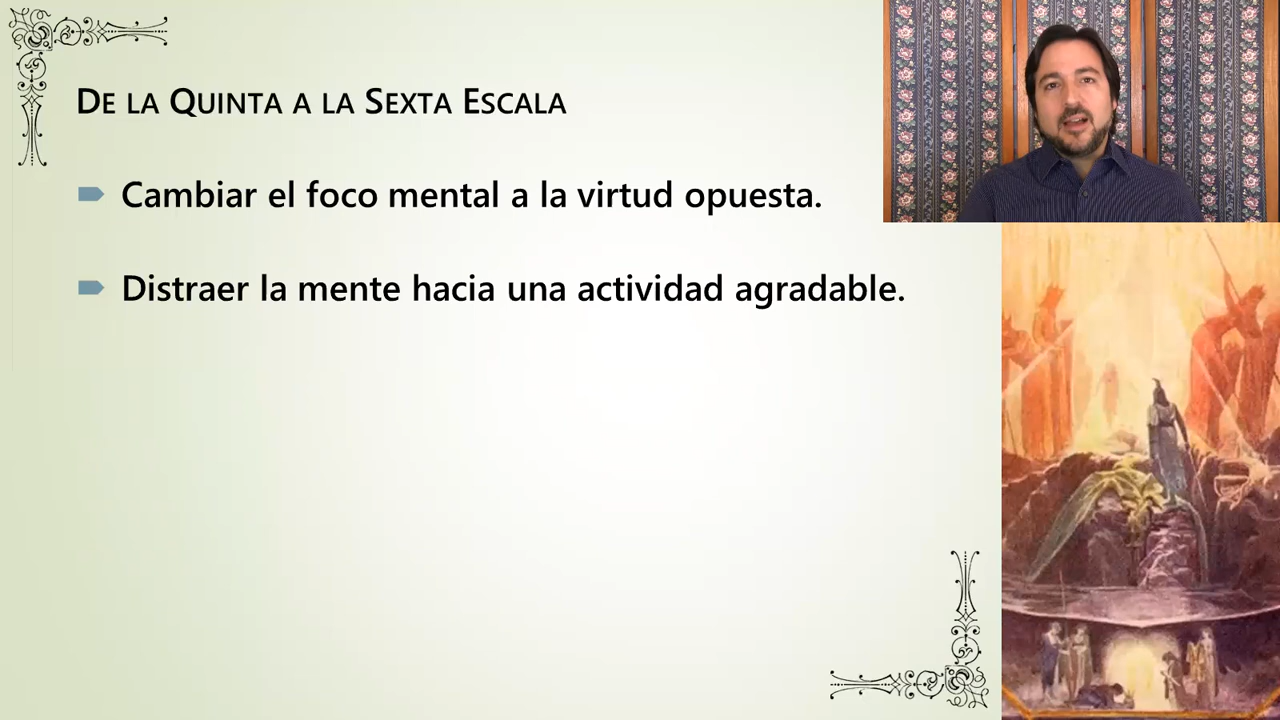 De la Quinta a la Sexta Escala
Cambiar el foco mental a la virtud opuesta.
Distraer la mente hacia una actividad agradable.